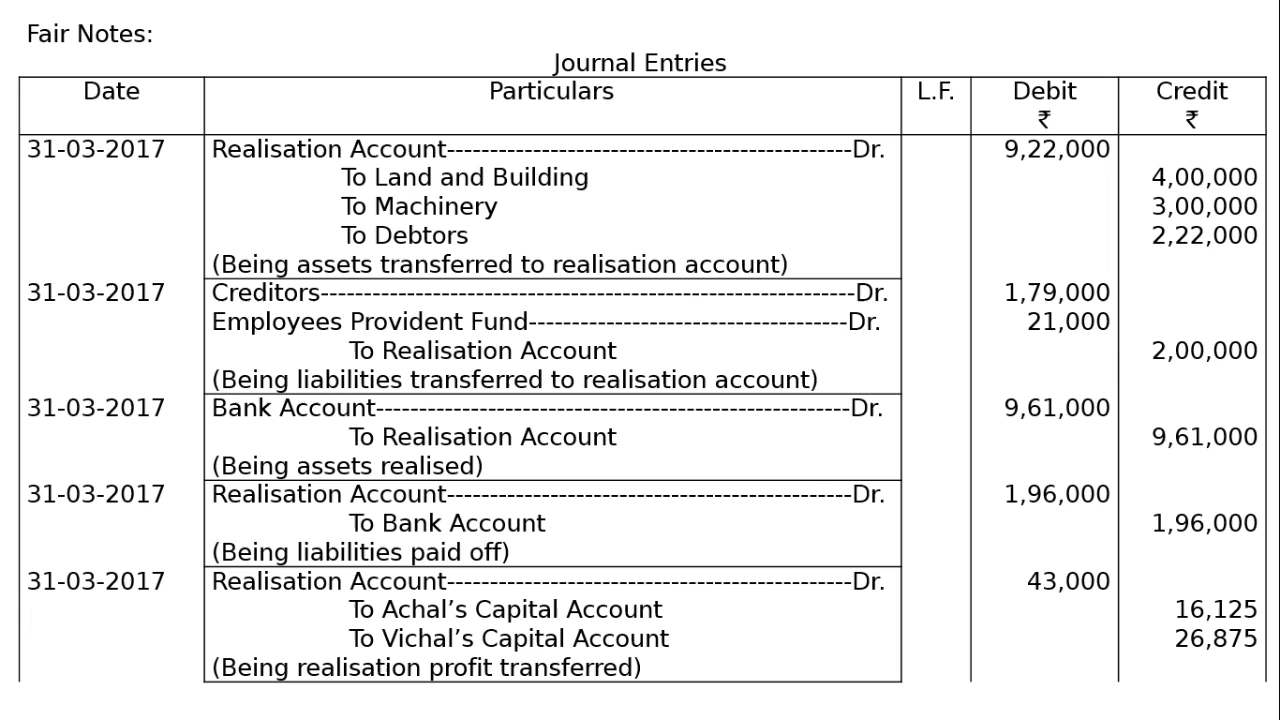 Fair Notes:
Journal Entries
Date Particulars L.F. Debit Credit
₹ ₹
31-03-2017 Realisation Account-----------------------------------------------Dr. 9,22,000
To Land and Building 4,00,000
To Machinery 3,00,000
To Debtors 2,22,000
(Being assets transferred to realisation account)
31-03-2017 Creditors--------------------------------------------------------------Dr. 1,79,000
Employees Provident Fund-------------------------------------Dr. 21,000
To Realisation Account 2,00,000
(Being liabilities transferred to realisation account)
31-03-2017 Bank Account-------------------------------------------------------Dr. 9,61,000
To Realisation Account 9,61,000
(Being assets realised)
31-03-2017 Realisation Account-----------------------------------------------Dr. 1,96,000
To Bank Account 1,96,000
(Being liabilities paid off)
31-03-2017 Realisation Account-----------------------------------------------Dr. 43,000
To Achal’s Capital Account 16,125
To Vichal’s Capital Account 26,875
(Being realisation profit transferred)